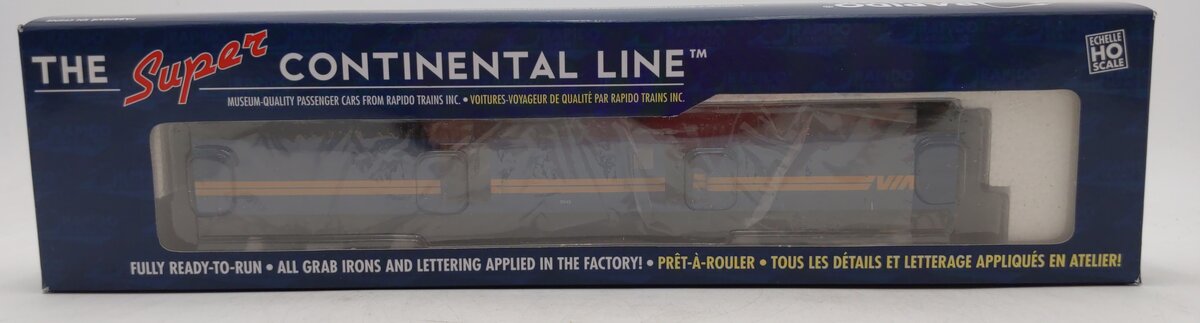 THE Super CONTINENTAL LINE™
MUSEUM-QUALITY PASSENGER CARS FROM RAPIDO TRAINS INC. • VOITURES-VOYAGEUR DE QUALITÉ PAR RAPIDO TRAINS INC.
ECHELLE
HO
SCALE
VIA
FULLY READY-TO-RUN • ALL GRAB IRONS AND LETTERING APPLIED IN THE FACTORY! • PRÊT-À-ROULER • TOUS LES DÉTAILS ET LETTERAGE APPLIQUÉS EN ATELIER!